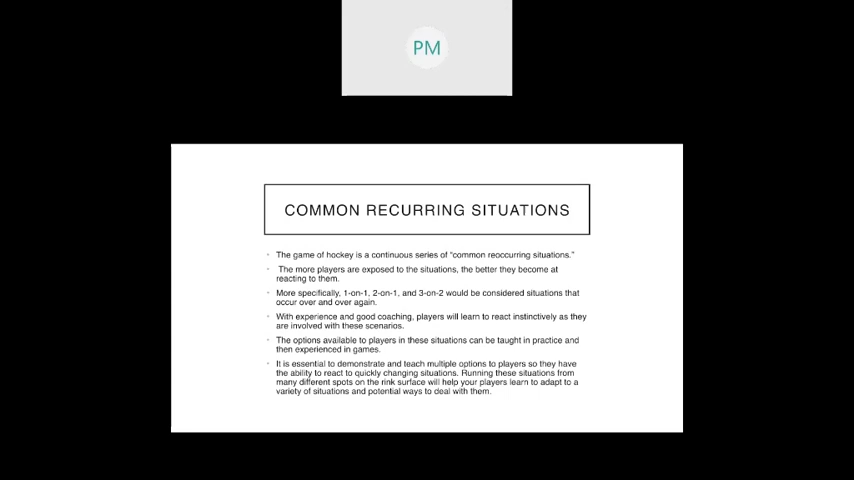 PM
COMMON RECURRING SITUATIONS
The game of hockey is a continuous series of “common reoccurring situations.”
The more players are exposed to the situations, the better they become at
reacting to them.
More specifically, 1-on-1, 2-on-1, and 3-on-2 would be considered situations that
occur over and over again.
With experience and good coaching, players will learn to react instinctively as they
are involved with these scenarios.
The options available to players in these situations can be taught in practice and
then experienced in games.
It is essential to demonstrate and teach multiple options to players so they have
the ability to react to quickly changing situations. Running these situations from
many different spots on the rink surface will help your players learn to adapt to a
variety of situations and potential ways to deal with them.